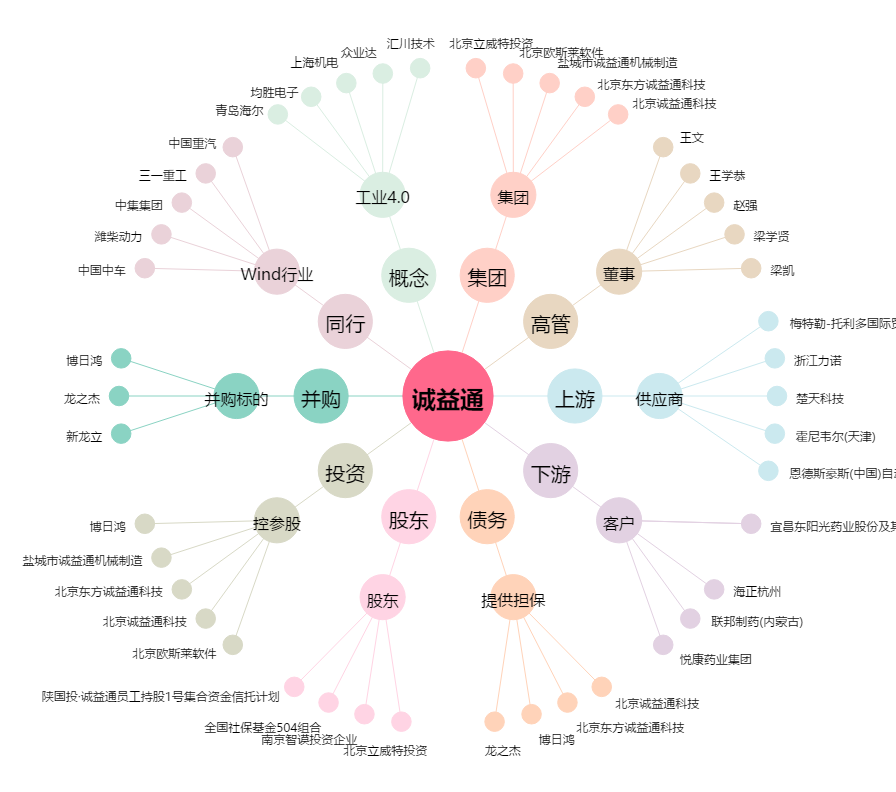 汇川技术
北京立威特投资
众业达
北京欧斯莱软件
上海机电
盐城市诚益通机械制造
均胜电子
北京东方诚益通科技
青岛海尔
北京诚益通科技
中国重汽
王文
三一重工
王学恭
工业4.0
集团
中集集团
赵强
潍柴动力
梁学贤
中国中车
Wind行业
概念
集团
董事
梁凯
同行
高管
梅特勒-托利多国际贸
博日鸿
浙江力诺
龙之杰
并购标的
并购
诚益通
上游
供应商
楚天科技
新龙立
霍尼韦尔(天津)
投资
下游
恩德斯豪斯(中国)自动
博日鸿
控参股
股东
债务
客户
宜昌东阳光药业股份及其
盐城市诚益通机械制造
北京东方诚益通科技
海正杭州
股东
提供担保
北京诚益通科技
联邦制药(内蒙古)
北京欧斯莱软件
悦康药业集团
陕国投·诚益通员工持股1号集合资金信托计划
北京诚益通科技
全国社保基金504组合
北京东方诚益通科技
南京智谟投资企业
博日鸿
北京立威特投资
龙之杰